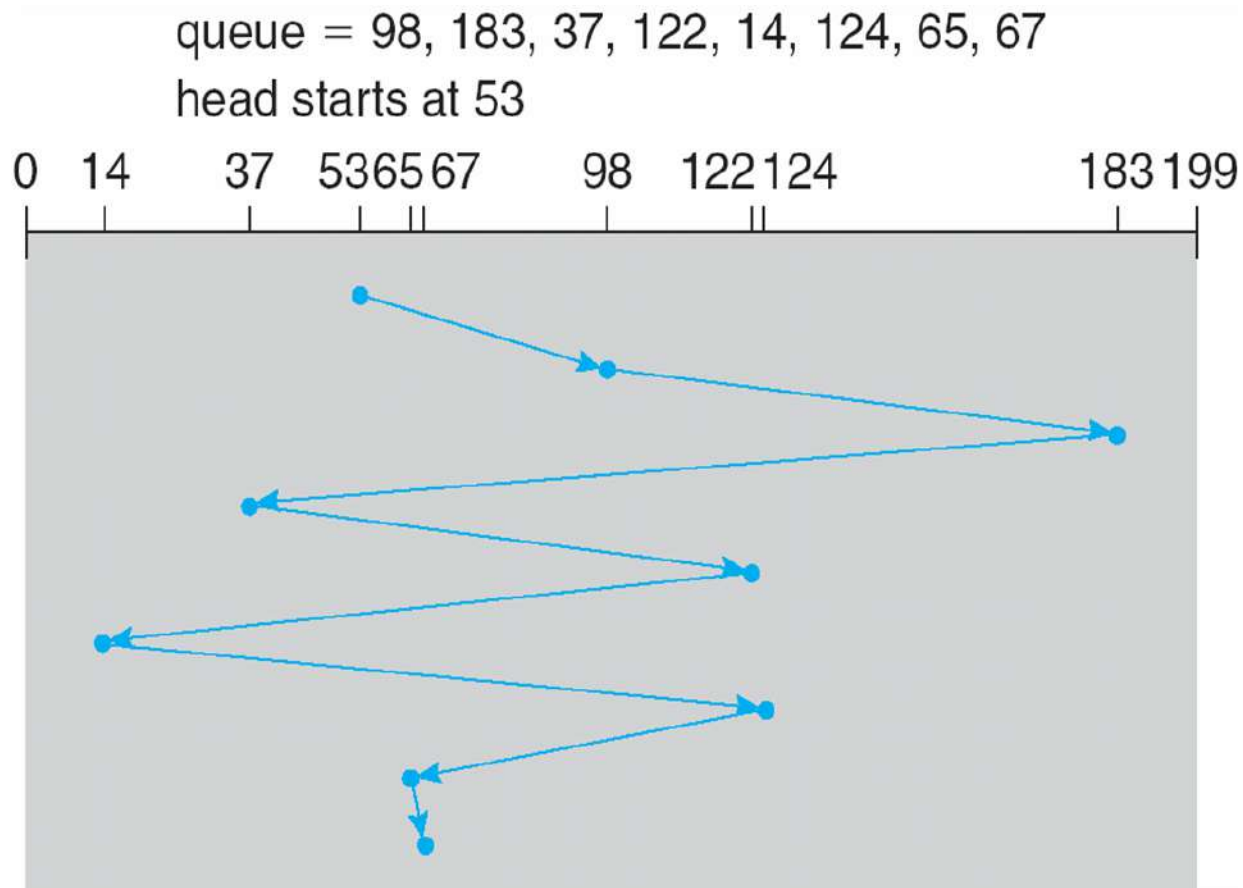 queue = 98, 183, 37, 122, 14, 124, 65, 67
head starts at 53
0 14 37 53 65 67 98 122 124 183 199